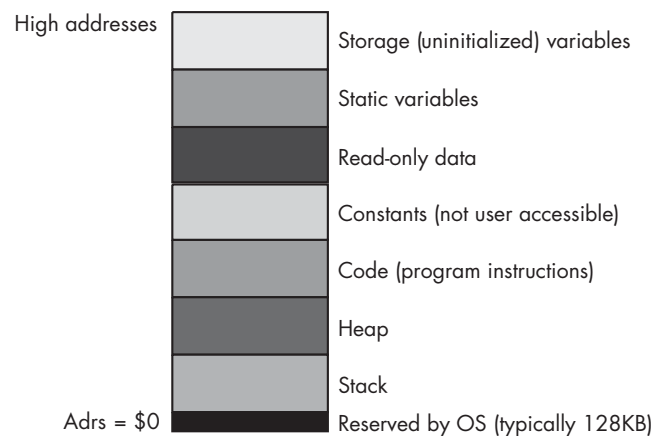 High addresses
Storage (uninitialized) variables
Static variables
Read-only data
Constants (not user accessible)
Code (program instructions)
Heap
Stack
Adrs = $0
Reserved by OS (typically 128KB)